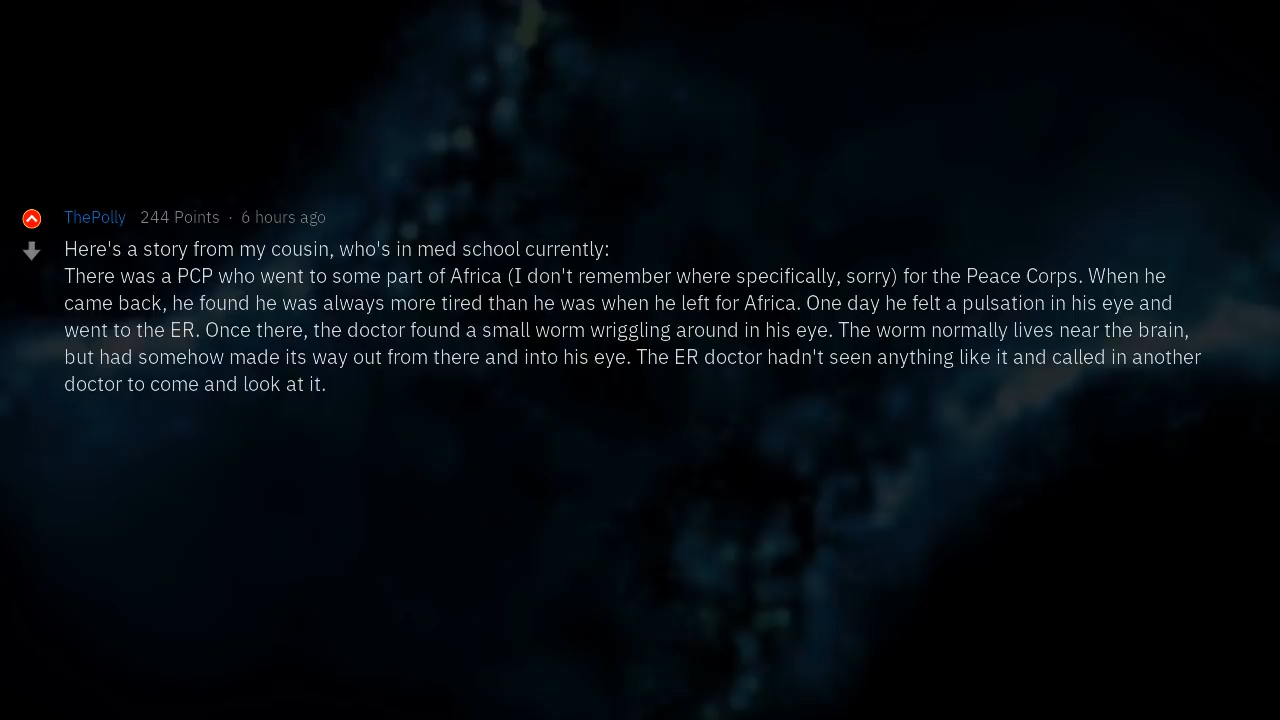 ThePolly 244 Points · 6 hours ago
Here's a story from my cousin, who's in med school currently:
There was a PCP who went to some part of Africa (I don't remember where specifically, sorry) for the Peace Corps. When he
came back, he found he was always more tired than he was when he left for Africa. One day he felt a pulsation in his eye and
went to the ER. Once there, the doctor found a small worm wriggling around in his eye. The worm normally lives near the brain,
but had somehow made its way out from there and into his eye. The ER doctor hadn't seen anything like it and called in another
doctor to come and look at it.